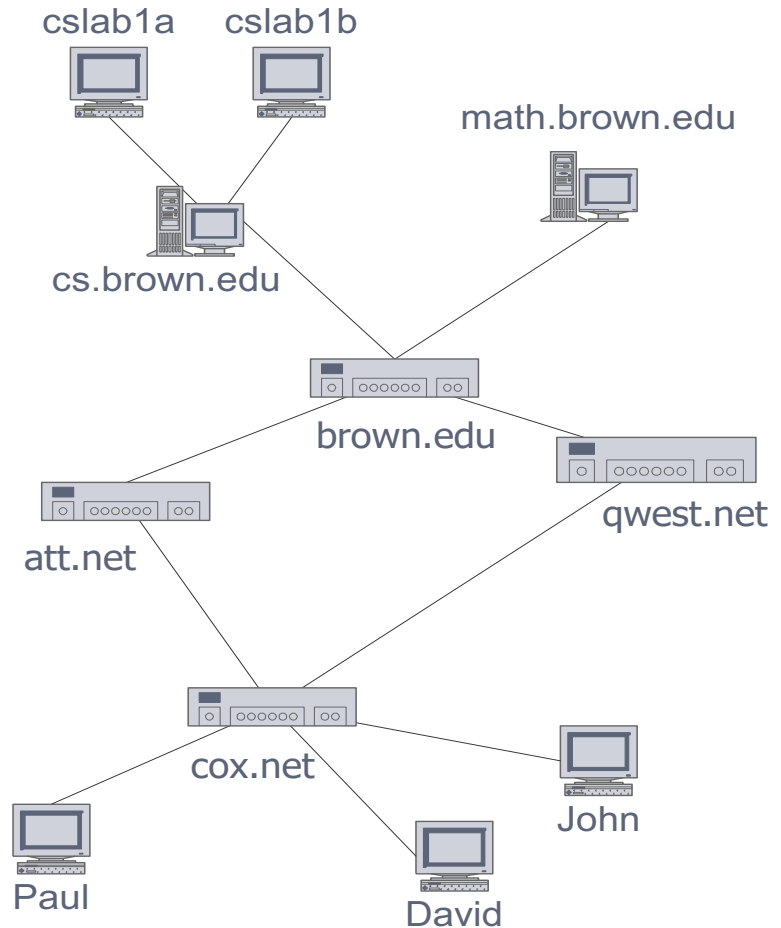 cslab1a
cslab1b
math.brown.edu
cs.brown.edu
brown.edu
qwest.net
att.net
cox.net
John
Paul
David